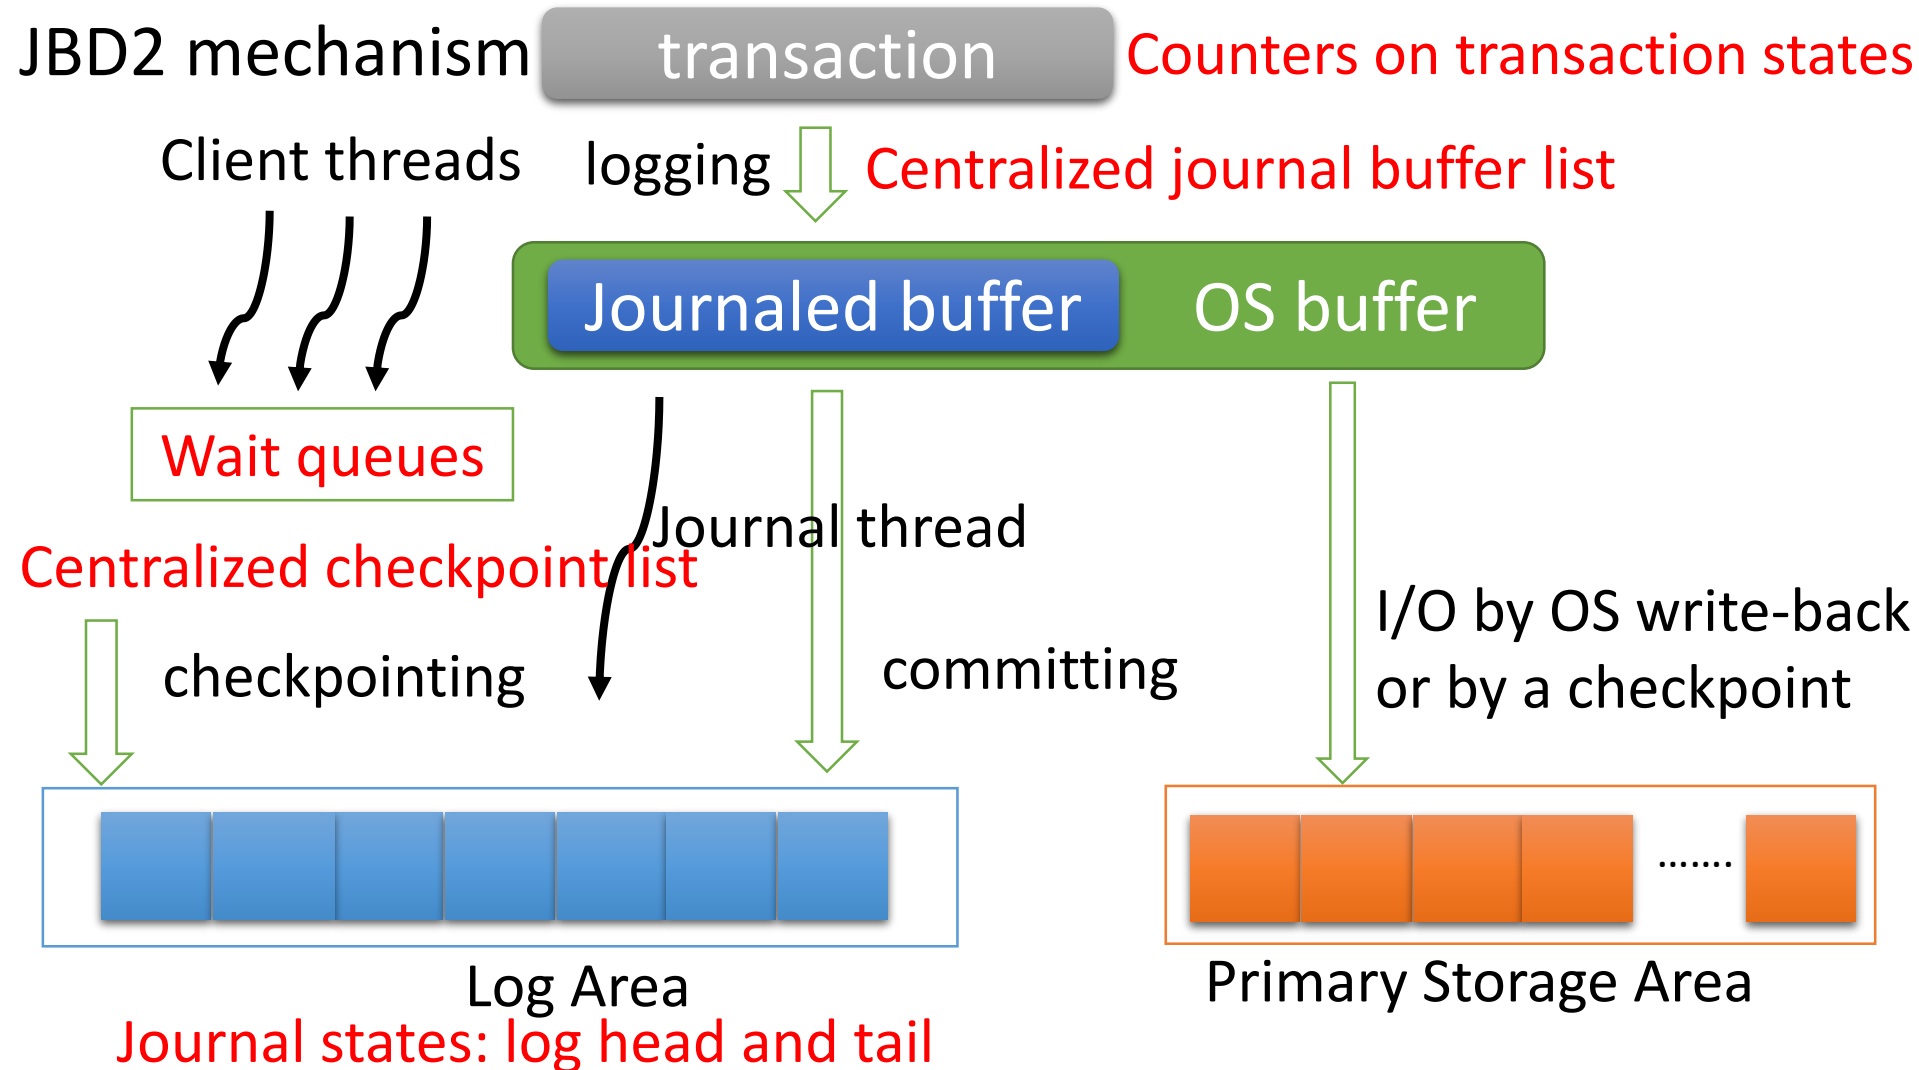 JBD2 mechanism
transaction
Counters on transaction states
Client threads
logging
Centralized journal buffer list
Journaled buffer
OS buffer
Wait queues
Journal thread
Centralized checkpoint list
checkpointing
committing
I/O by OS write-back
or by a checkpoint
.......
Log Area
Primary Storage Area
Journal states: log head and tail